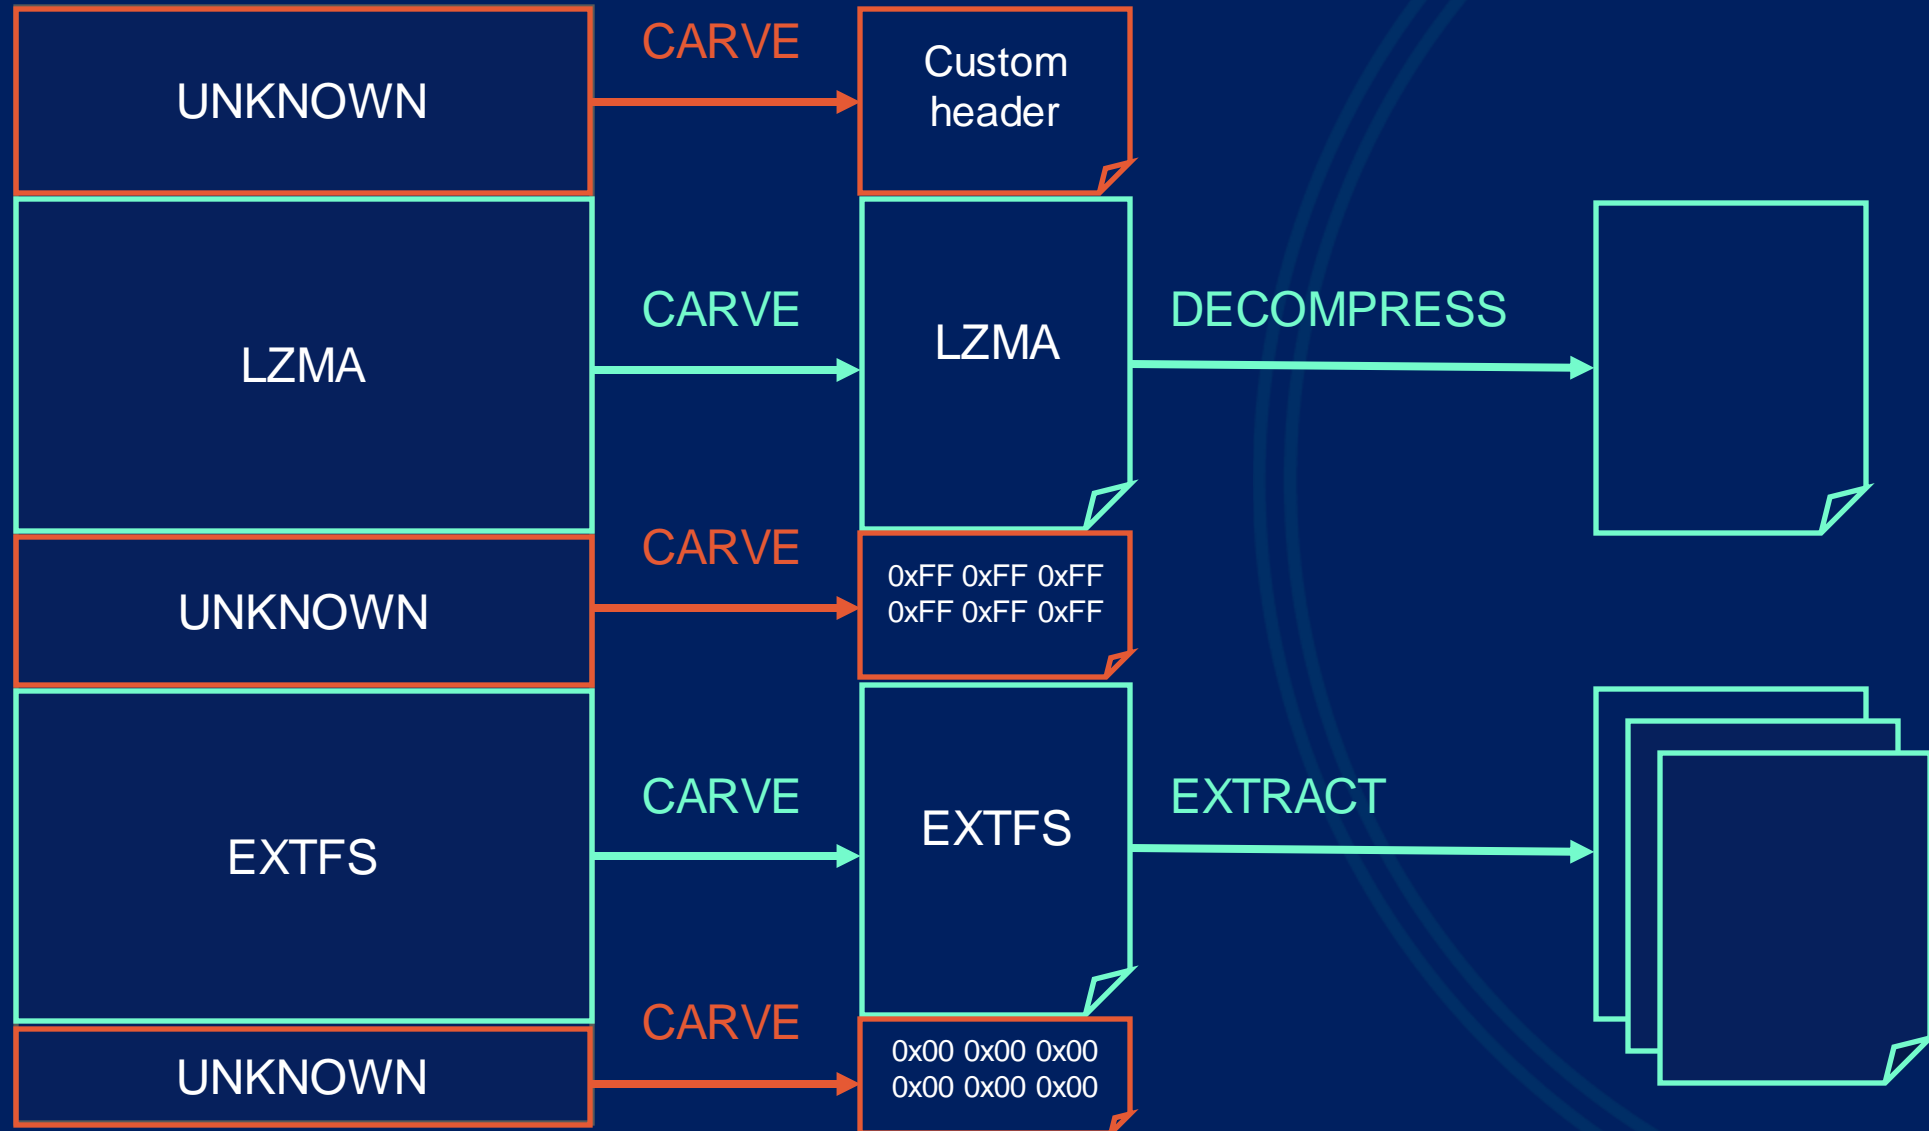 UNKNOWN
CARVE
Custom
header
LZMA
CARVE
LZMA
DECOMPRESS
UNKNOWN
CARVE
0xFF 0xFF 0xFF
0xFF 0xFF 0xFF
EXTFS
CARVE
EXTFS
EXTRACT
UNKNOWN
CARVE
0x00 0x00 0x00
0x00 0x00 0x00